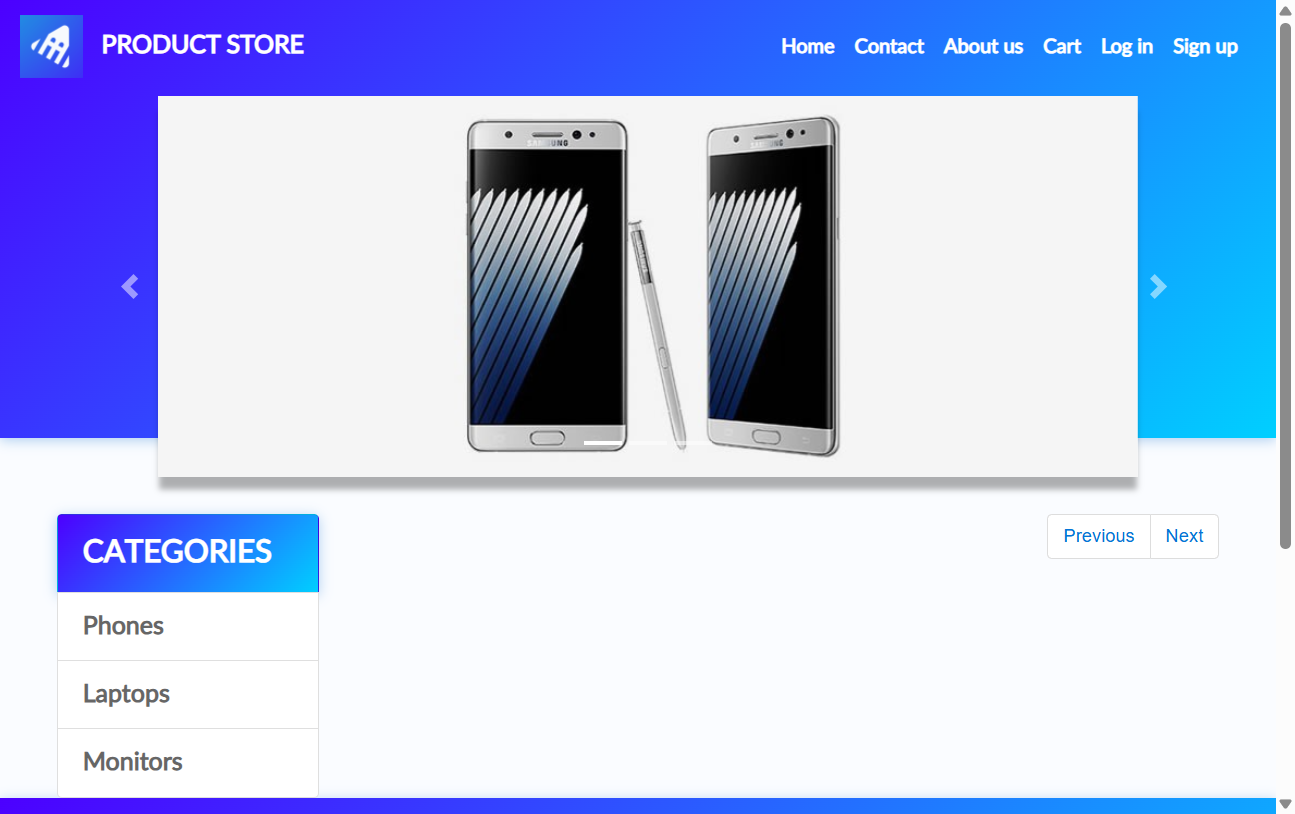 PRODUCT STORE
Home Contact About us Cart Log in Sign up
SAMSUNG SAMSUNG
CATEGORIES
Previous Next
Phones
Laptops
Monitors